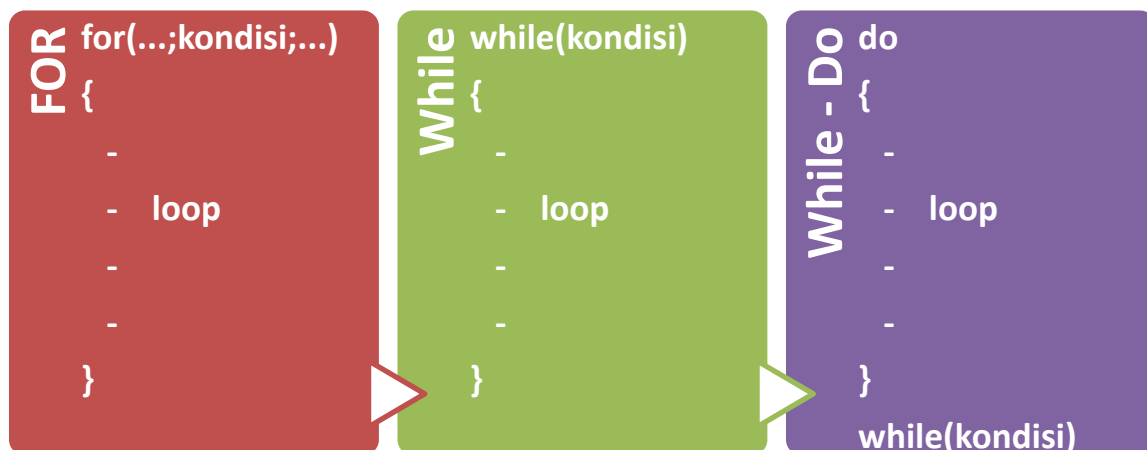 FOR
for(...;kondisi;...)
{
-
- loop
-
-
}
While
while(kondisi)
{
-
- loop
-
-
}
While - Do
do
{
-
- loop
-
-
}
while(kondisi)